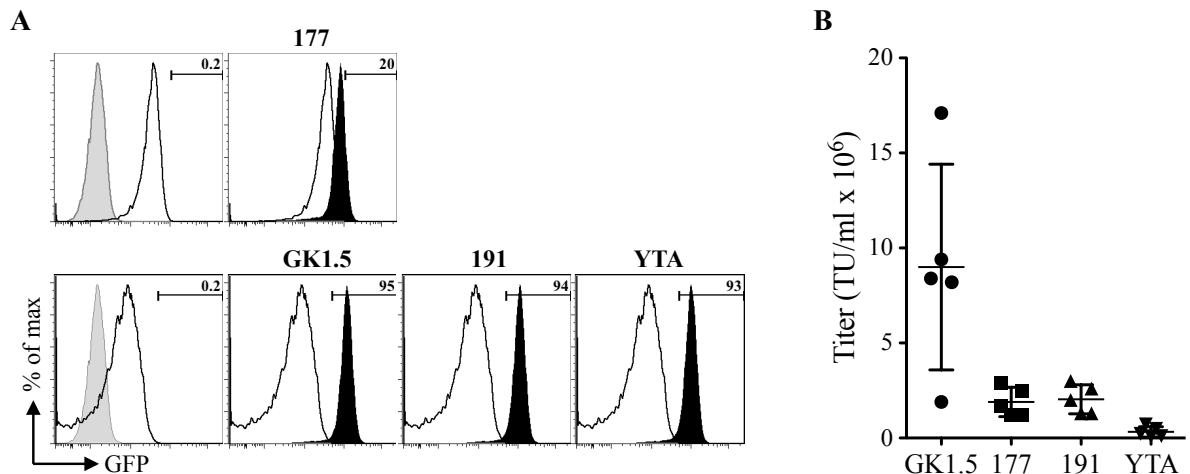 A
B
177
0.2
20
GK1.5
191
YTA
0.2
95
94
93
% of max
GFP
Titer (TU/ml x 10⁶)
20
15
10
5
0
GK1.5 177 191 YTA